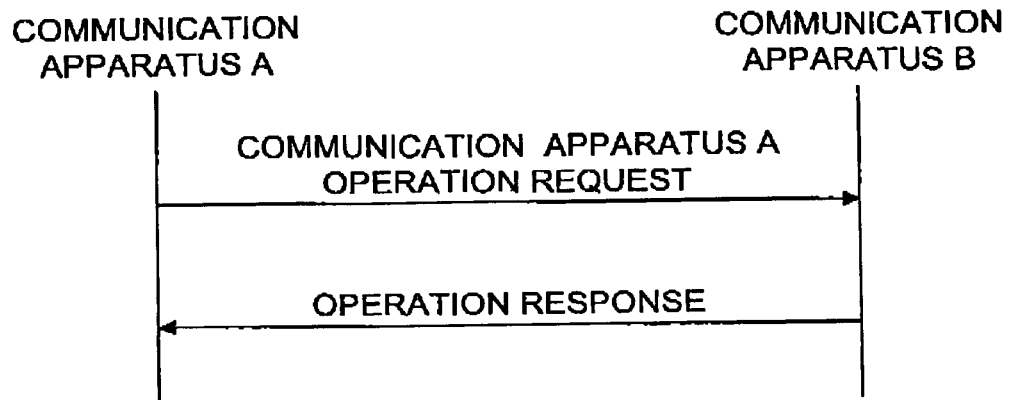 COMMUNICATION
APPARATUS A
COMMUNICATION
APPARATUS B
COMMUNICATION APPARATUS A
OPERATION REQUEST
OPERATION RESPONSE